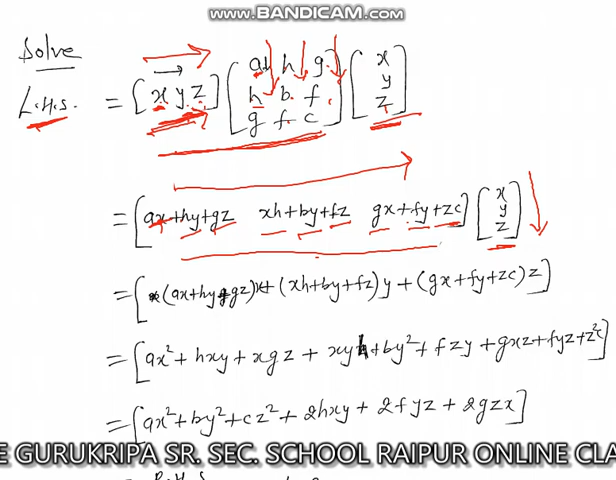 WWW.BANDICAM.COM
Solve
L.H.S. = [x y z] [a h g
h b f
g f c] [x
y
z]
= [ax+hy+gz xh+by+fz gx+fy+zc] [x
y
z]
= [(ax+hy+gz)x+(xh+by+fz)y+(gx+fy+zc)z]
= [ax²+hxy+xgz+xyh+by²+fzy+gxz+fyz+z²c]
= [ax²+by²+cz²+2hxy+2fyz+2gzx]
E GURUKRIPA SR. SEC. SCHOOL RAIPUR ONLINE CLA